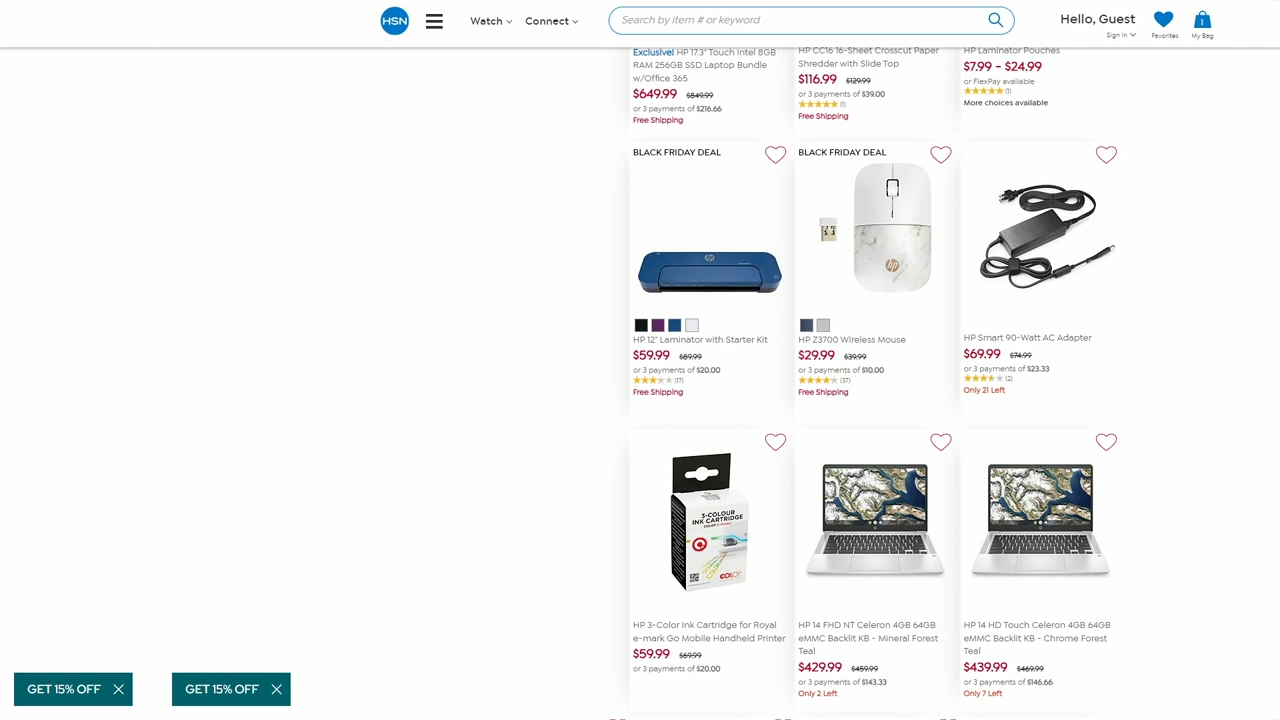 HSN
Watch
Connect
Search by item # or keyword
Hello, Guest
Sign In
Favorites
1
My Bag
Exclusive! HP 17.3" Touch Intel 8GB
RAM 256GB SSD Laptop Bundle
w/Office 365
$649.99 $849.99
or 3 payments of $216.66
Free Shipping
HP CC16 16-Sheet Crosscut Paper
Shredder with Slide Top
$116.99 $129.99
or 3 payments of $39.00
(1)
Free Shipping
HP Laminator Pouches
$7.99 - $24.99
or FlexPay available
(1)
More choices available
BLACK FRIDAY DEAL
hp
HP 12" Laminator with Starter Kit
$59.99 $89.99
or 3 payments of $20.00
(17)
Free Shipping
BLACK FRIDAY DEAL
hp
HP Z3700 Wireless Mouse
$29.99 $39.99
or 3 payments of $10.00
(37)
Free Shipping
HP Smart 90-Watt AC Adapter
$69.99 $74.99
or 3 payments of $23.33
(2)
Only 21 Left
3-COLOUR
INK CARTRIDGE
COLOP
HP 3-Color Ink Cartridge for Royal
e-mark Go Mobile Handheld Printer
$59.99 $69.99
or 3 payments of $20.00
HP 14 FHD NT Celeron 4GB 64GB
eMMC Backlit KB - Mineral Forest
Teal
$429.99 $459.99
or 3 payments of $143.33
Only 2 Left
HP 14 HD Touch Celeron 4GB 64GB
eMMC Backlit KB - Chrome Forest
Teal
$439.99 $469.99
or 3 payments of $146.66
Only 7 Left
GET 15% OFF
GET 15% OFF